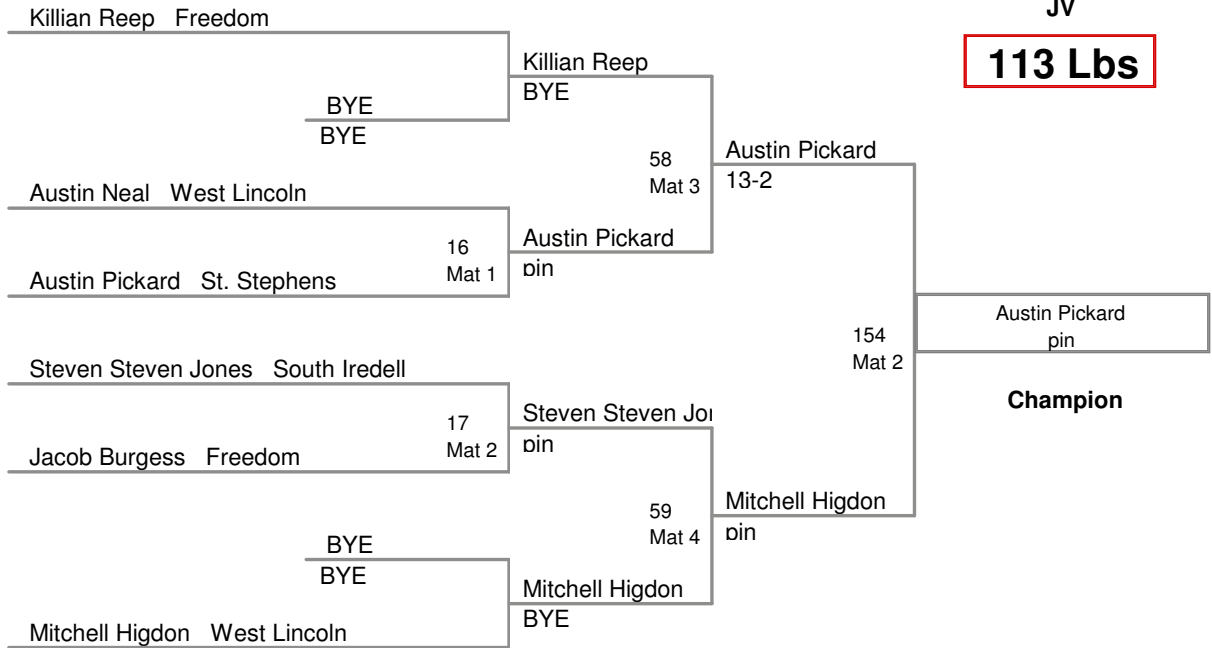 JV
113 Lbs
Killian Reep Freedom
BYE
BYE
Austin Neal West Lincoln
Austin Pickard St. Stephens
16
Mat 1
Steven Steven Jones South Iredell
Jacob Burgess Freedom
17
Mat 2
BYE
BYE
Mitchell Higdon West Lincoln
Killian Reep
BYE
Austin Pickard
pin
58
Mat 3
Steven Steven Jo
pin
Mitchell Higdon
BYE
59
Mat 4
Austin Pickard
13-2
Mitchell Higdon
pin
154
Mat 2
Austin Pickard
pin
Champion